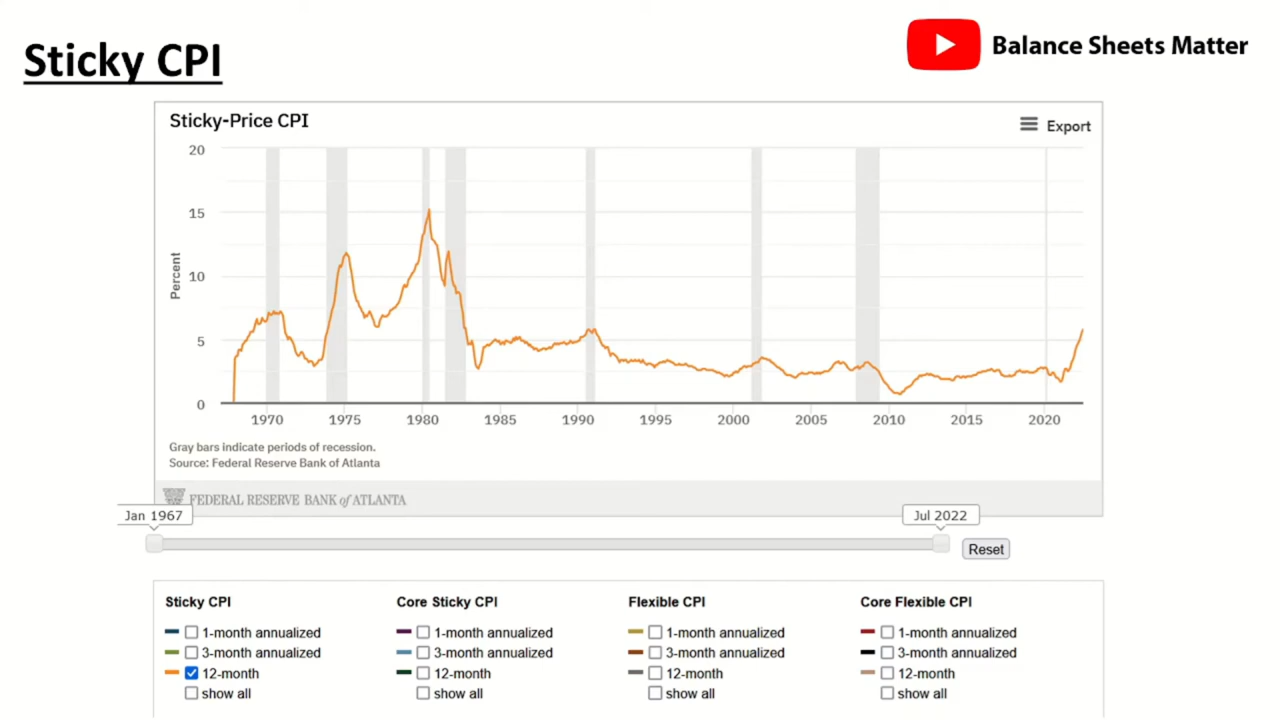 Sticky CPI
Balance Sheets Matter
Sticky-Price CPI
Export
20
15
10
5
0
Percent
1970 1975 1980 1985 1990 1995 2000 2005 2010 2015 2020
Gray bars indicate periods of recession.
Source: Federal Reserve Bank of Atlanta
FEDERAL RESERVE BANK of ATLANTA
Jan 1967 Jul 2022
Reset
Sticky CPI Core Sticky CPI Flexible CPI Core Flexible CPI
1-month annualized 1-month annualized 1-month annualized 1-month annualized
3-month annualized 3-month annualized 3-month annualized 3-month annualized
12-month 12-month 12-month 12-month
show all show all show all show all